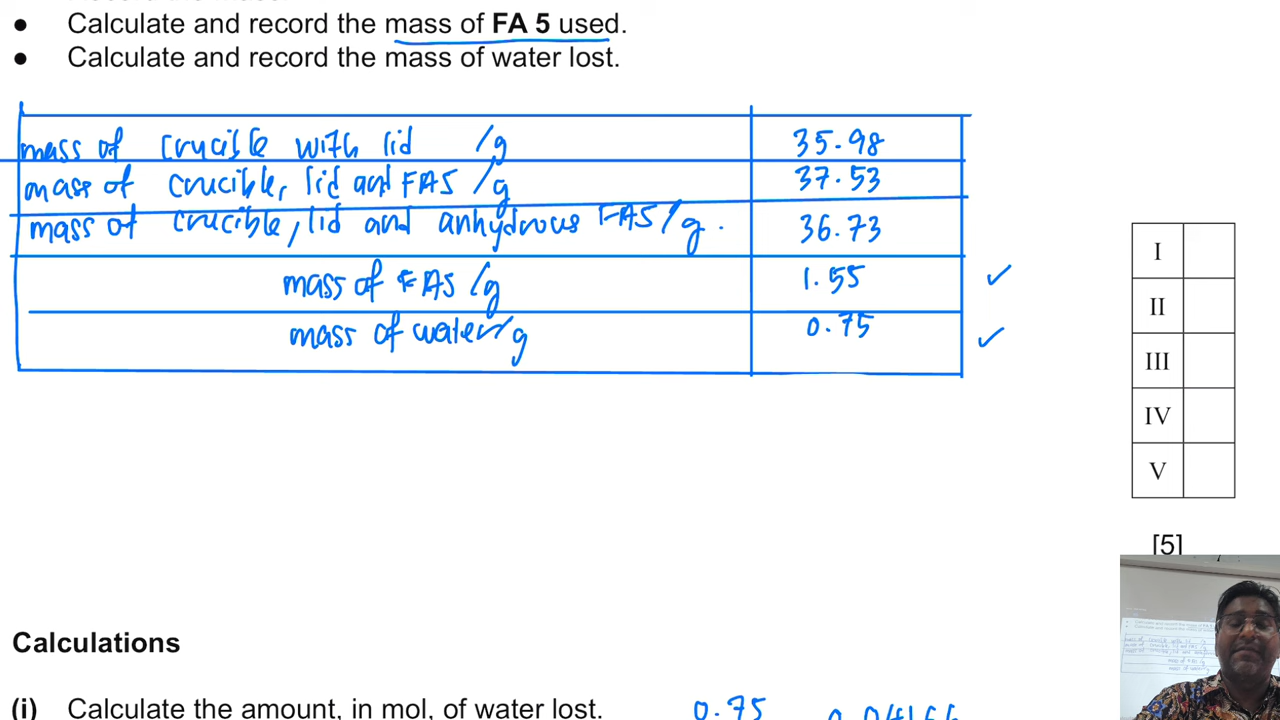 • Calculate and record the mass of FA 5 used.
• Calculate and record the mass of water lost.
mass of crucible with lid /g 35.98
mass of crucible, lid and FA5 /g 37.53
mass of crucible, lid and anhydrous FA5/g. 36.73
mass of FA5 /g 1.55 ✓
mass of water/g 0.75 ✓
I
II
III
IV
V
[5]
Calculations
(i) Calculate the amount, in mol, of water lost. 0.75